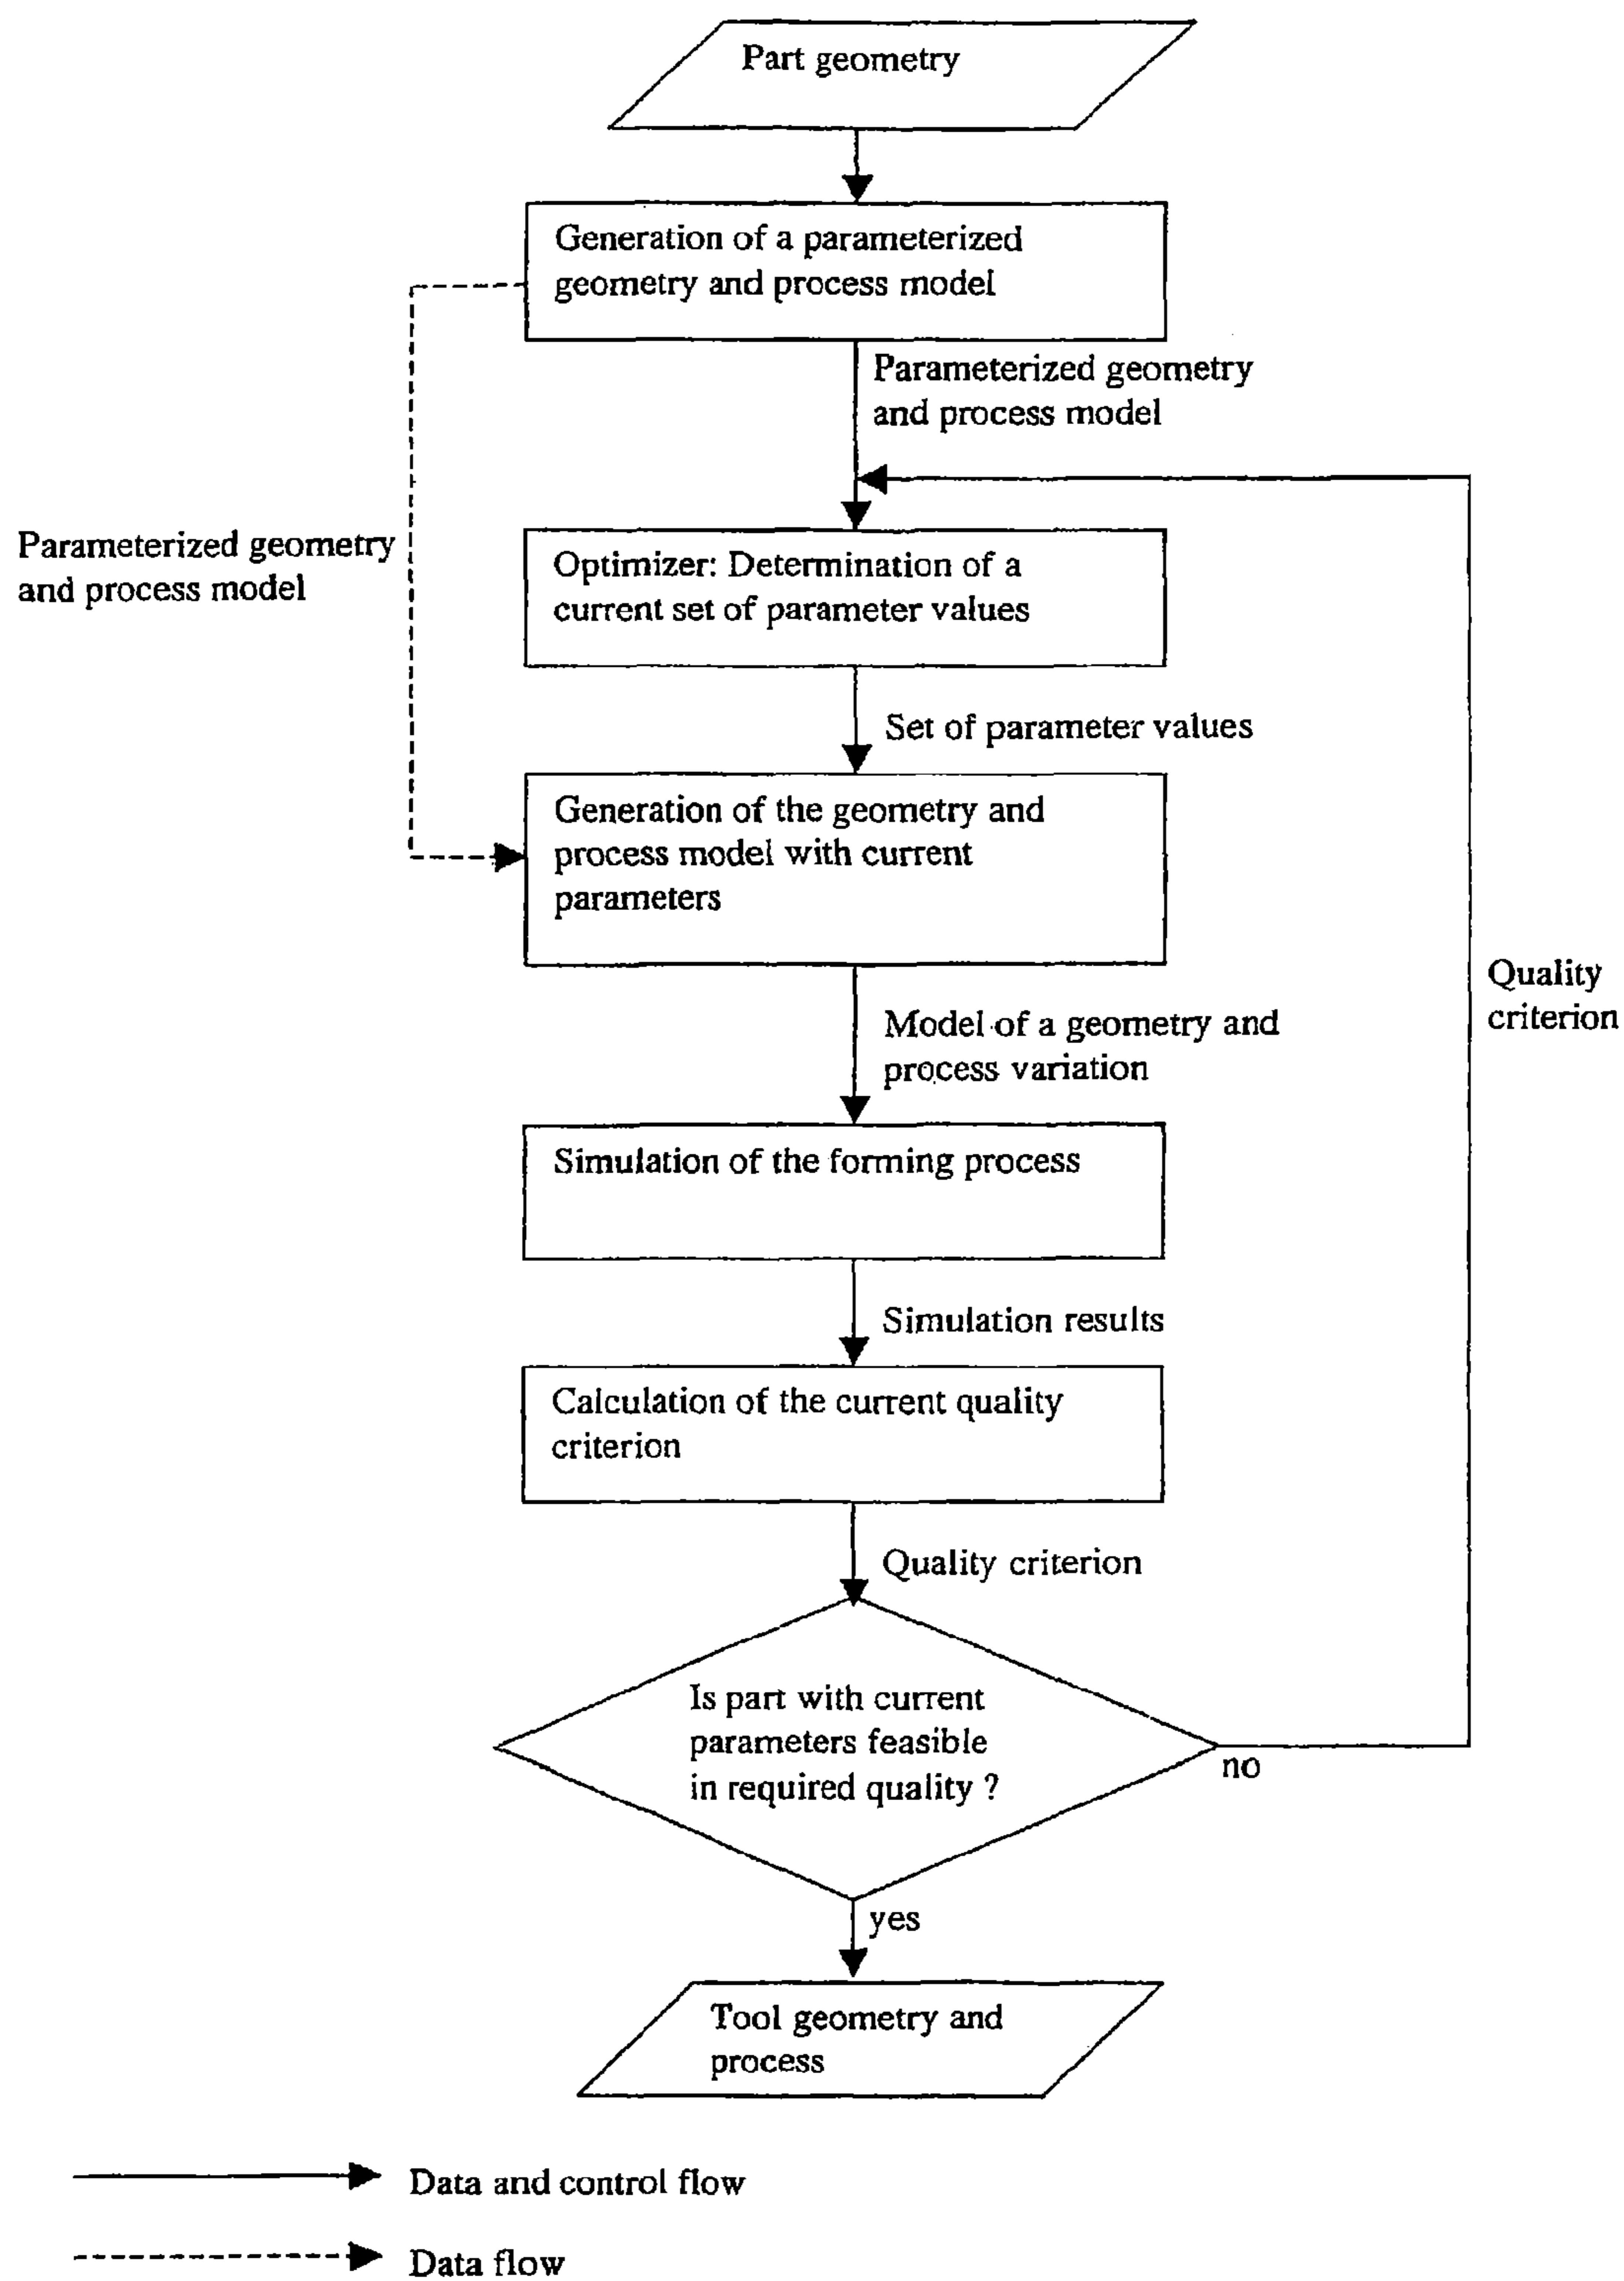 Part geometry
Generation of a parameterized
geometry and process model
Parameterized geometry
and process model
Parameterized geometry
and process model
Optimizer: Determination of a
current set of parameter values
Set of parameter values
Generation of the geometry and
process model with current
parameters
Quality
criterion
Model of a geometry and
process variation
Simulation of the forming process
Simulation results
Calculation of the current quality
criterion
Quality criterion
Is part with current
parameters feasible
in required quality ?
no
yes
Tool geometry and
process
Data and control flow
Data flow